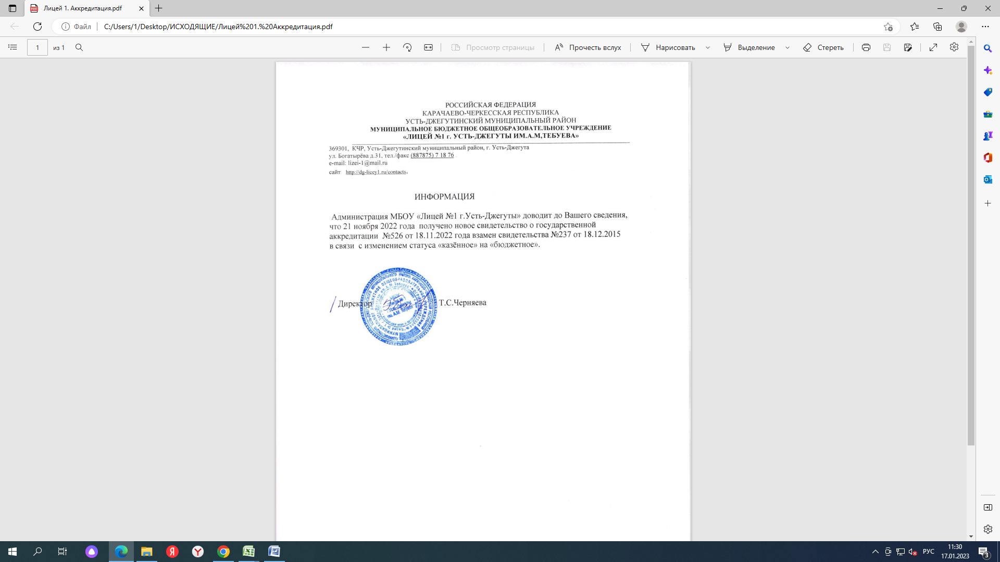 Лицей 1. Аккредитация.pdf
Файл
C:/Users/1/Desktop/ИСХОДЯЩИЕ/Лицей%201.%20Аккредитация.pdf
1 из 1
Просмотр страницы
Прочесть вслух
Нарисовать
Выделение
Стереть
РОССИЙСКАЯ ФЕДЕРАЦИЯ
КАРАЧАЕВО-ЧЕРКЕССКАЯ РЕСПУБЛИКА
УСТЬ-ДЖЕГУТИНСКИЙ МУНИЦИПАЛЬНЫЙ РАЙОН
МУНИЦИПАЛЬНОЕ БЮДЖЕТНОЕ ОБЩЕОБРАЗОВАТЕЛЬНОЕ УЧРЕЖДЕНИЕ
«ЛИЦЕЙ №1 г. УСТЬ-ДЖЕГУТЫ ИМ.А.М,ТЕБУЕВА»
369301, КЧР, Усть-Джегутинский муниципальный район, г. Усть-Джегута
ул. Богатырёва д.31, тел./факс (887875) 7 18 76
e-mail: lizei-1@mail.ru
сайт http://dg-licey1.ru/contacts.
ИНФОРМАЦИЯ
Администрация МБОУ «Лицей №1 г.Усть-Джегуты» доводит до Вашего сведения,
что 21 ноября 2022 года получено новое свидетельство о государственной
аккредитации №526 от 18.11.2022 года взамен свидетельства №237 от 18.12.2015
в связи с изменением статуса «казённое» на «бюджетное».
Директор Т.С.Черняева
РУС
11:30
17.01.2023
3